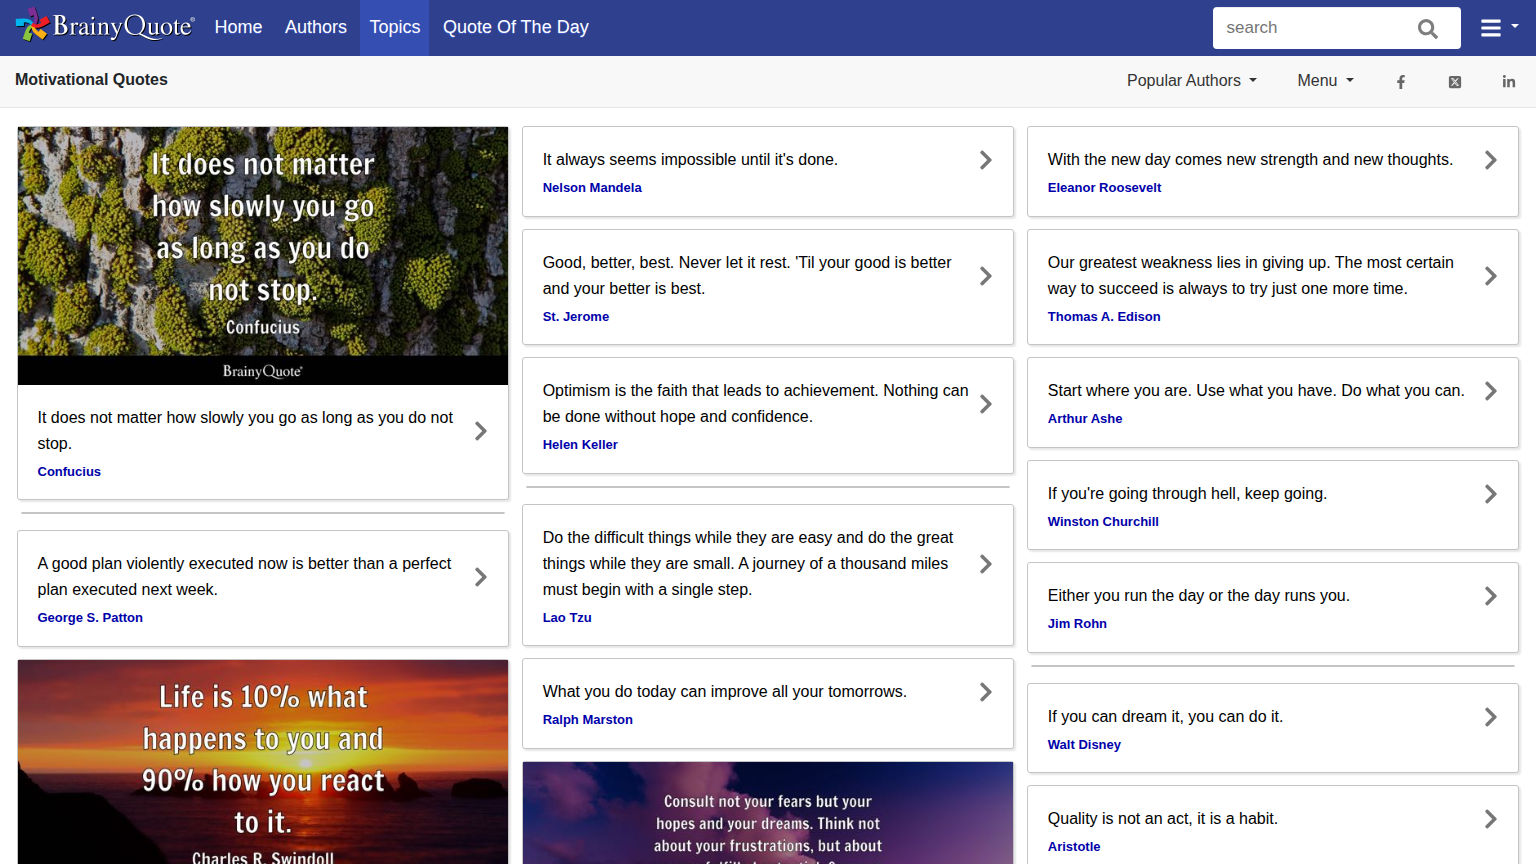 BrainyQuote
Home
Authors
Topics
Quote Of The Day
search
Motivational Quotes
Popular Authors
Menu
It does not matter
how slowly you go
as long as you do
not stop.
Confucius
BrainyQuote
It does not matter how slowly you go as long as you do not
stop.
Confucius
A good plan violently executed now is better than a perfect
plan executed next week.
George S. Patton
Life is 10% what
happens to you and
90% how you react
to it.
Charles R. Swindoll
It always seems impossible until it's done.
Nelson Mandela
Good, better, best. Never let it rest. 'Til your good is better
and your better is best.
St. Jerome
Optimism is the faith that leads to achievement. Nothing can
be done without hope and confidence.
Helen Keller
Do the difficult things while they are easy and do the great
things while they are small. A journey of a thousand miles
must begin with a single step.
Lao Tzu
What you do today can improve all your tomorrows.
Ralph Marston
Consult not your fears but your
hopes and your dreams. Think not
about your frustrations, but about
With the new day comes new strength and new thoughts.
Eleanor Roosevelt
Our greatest weakness lies in giving up. The most certain
way to succeed is always to try just one more time.
Thomas A. Edison
Start where you are. Use what you have. Do what you can.
Arthur Ashe
If you're going through hell, keep going.
Winston Churchill
Either you run the day or the day runs you.
Jim Rohn
If you can dream it, you can do it.
Walt Disney
Quality is not an act, it is a habit.
Aristotle